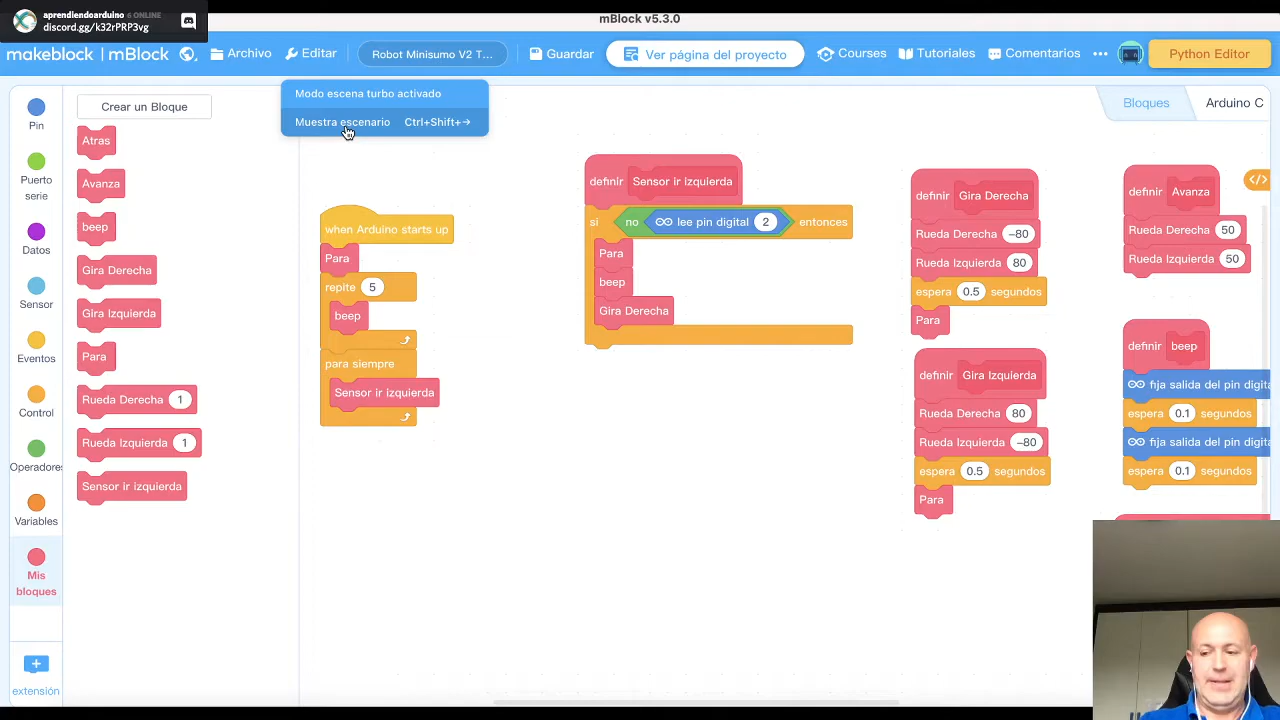 aprendiendoarduino 6 ONLINE
discord.gg/k32rPRP3vg
mBlock v5.3.0
makeblock | mBlock
Archivo
Editar
Robot Minisumo V2 T...
Guardar
Ver página del proyecto
Courses
Tutoriales
Comentarios
Python Editor
Modo escena turbo activado
Muestra escenario Ctrl+Shift+→
Bloques
Arduino C
Pin
Puerto
serie
Datos
Sensor
Eventos
Control
Operadores
Variables
Mis
bloques
extensión
Crear un Bloque
Atras
Avanza
beep
Gira Derecha
Gira Izquierda
Para
Rueda Derecha 1
Rueda Izquierda 1
Sensor ir izquierda
when Arduino starts up
Para
repite 5
beep
para siempre
Sensor ir izquierda
definir Sensor ir Izquierda
si no lee pin digital 2 entonces
Para
beep
Gira Derecha
definir Gira Derecha
Rueda Derecha -80
Rueda Izquierda 80
espera 0.5 segundos
Para
definir Gira Izquierda
Rueda Derecha 80
Rueda Izquierda -80
espera 0.5 segundos
Para
definir Avanza
Rueda Derecha 50
Rueda Izquierda 50
definir beep
fija salida del pin digita
espera 0.1 segundos
fija salida del pin digita
espera 0.1 segundos